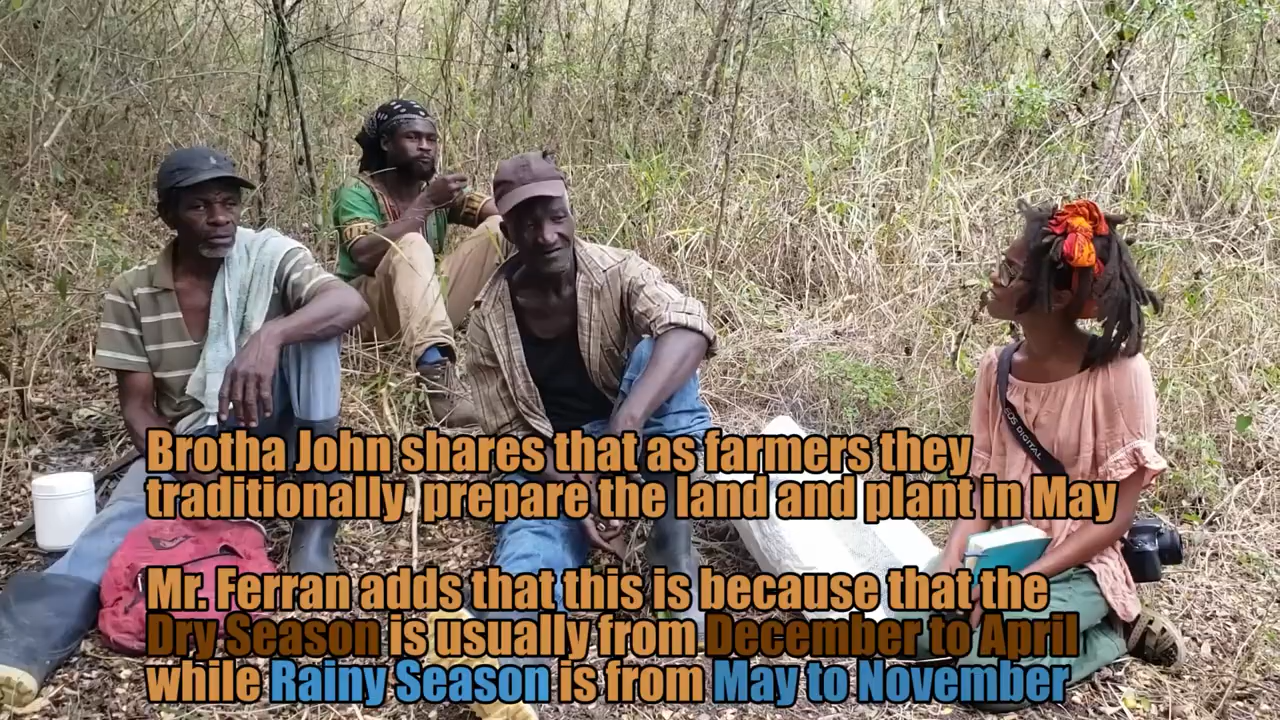 EOS DIGITAL
Brotha John shares that as farmers they
traditionally prepare the land and plant in May
Mr. Ferran adds that this is because that the
Dry Season is usually from December to April
while Rainy Season is from May to November